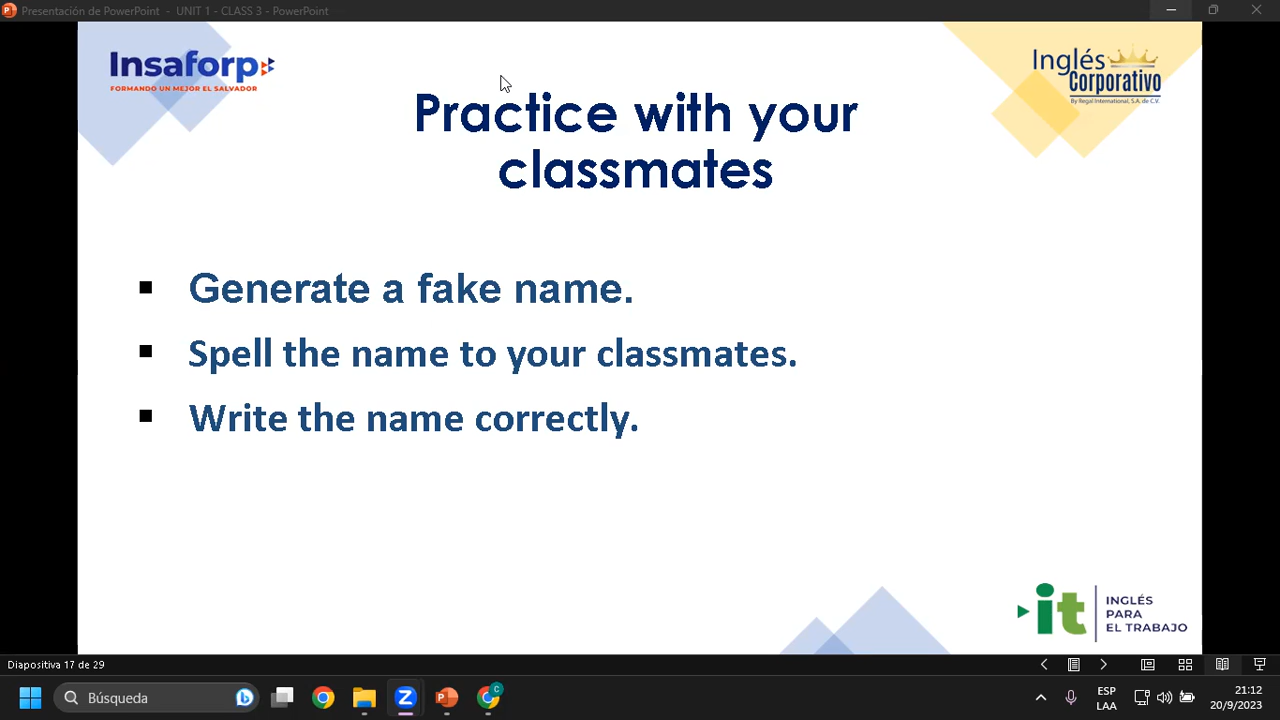 Presentación de PowerPoint - UNIT 1 - CLASS 3 - PowerPoint
Insaforp
FORMANDO UN MEJOR EL SALVADOR
Inglés
Corporativo
By Regal International, S.A. de C.V.
Practice with your
classmates
▪ Generate a fake name.
▪ Spell the name to your classmates.
▪ Write the name correctly.
it
INGLÉS
PARA
EL TRABAJO
Diapositiva 17 de 29
Búsqueda
C
ESP
LAA
21:12
20/9/2023